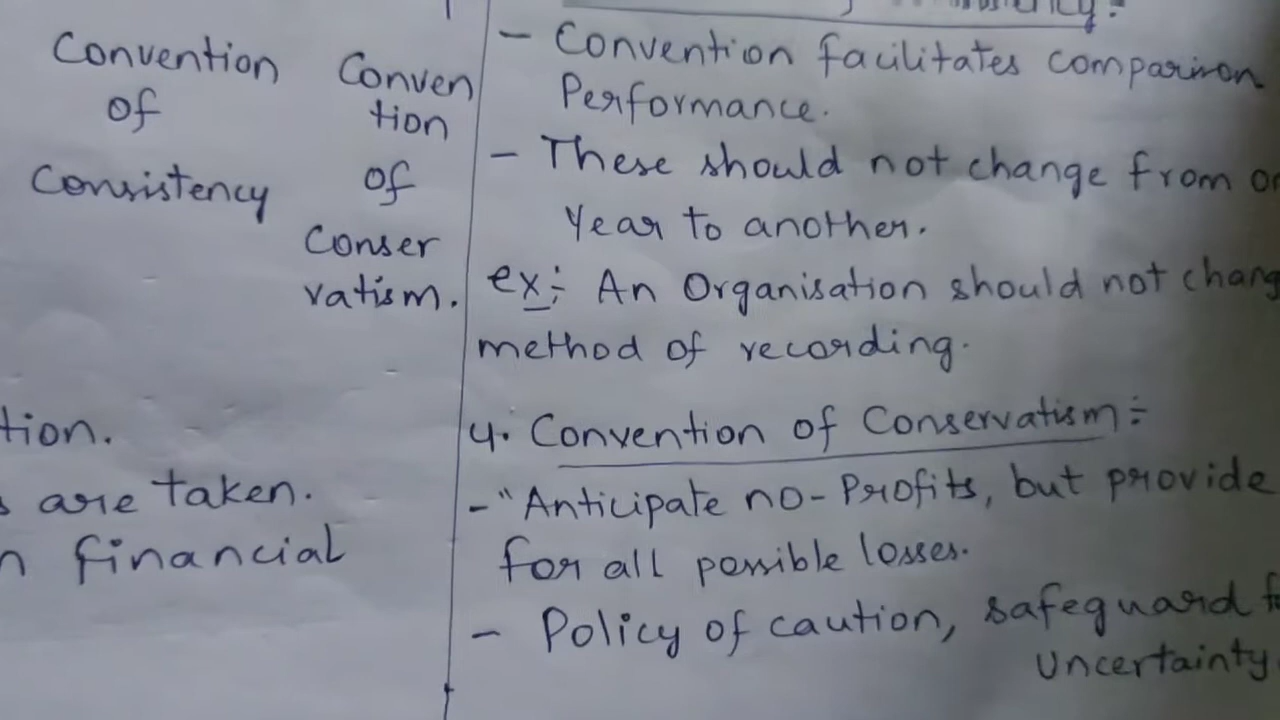 Convention
of
Consistency
Conven
tion
of
Conser
vatism.
tion.
are taken.
financial
- Convention facilitates comparison
Performance.
- These should not change from
Year to another.
ex:- An Organisation should not
method of recording.
4. Convention of Conservatism:-
- "Anticipate no-Profits, but provide
for all possible losses.
- Policy of caution, safeguard
uncertainty.